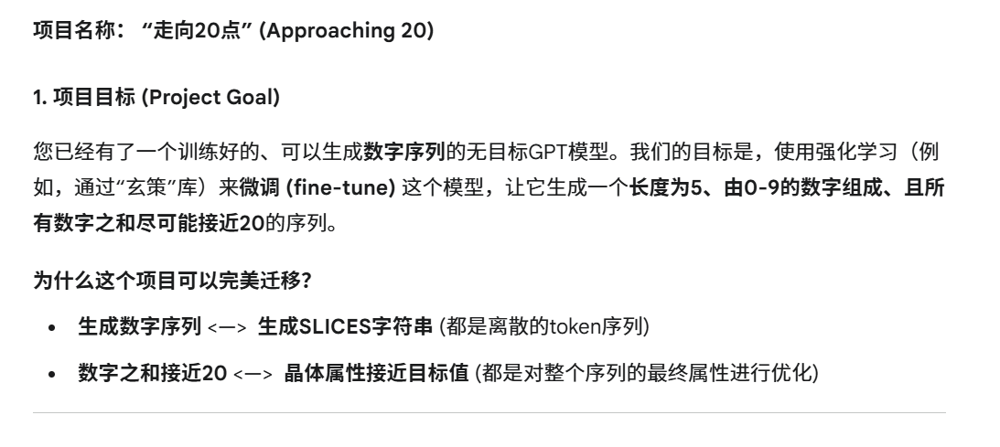 项目名称： “走向20点” (Approaching 20)
1. 项目目标 (Project Goal)
您已经有了一个训练好的、可以生成数字序列的无目标GPT模型。我们的目标是，使用强化学习（例
如，通过“玄策”库）来微调 (fine-tune) 这个模型，让它生成一个长度为5、由0-9的数字组成、且所
有数字之和尽可能接近20的序列。
为什么这个项目可以完美迁移？
• 生成数字序列 <—> 生成SLICES字符串 (都是离散的token序列)
• 数字之和接近20 <—> 晶体属性接近目标值 (都是对整个序列的最终属性进行优化)